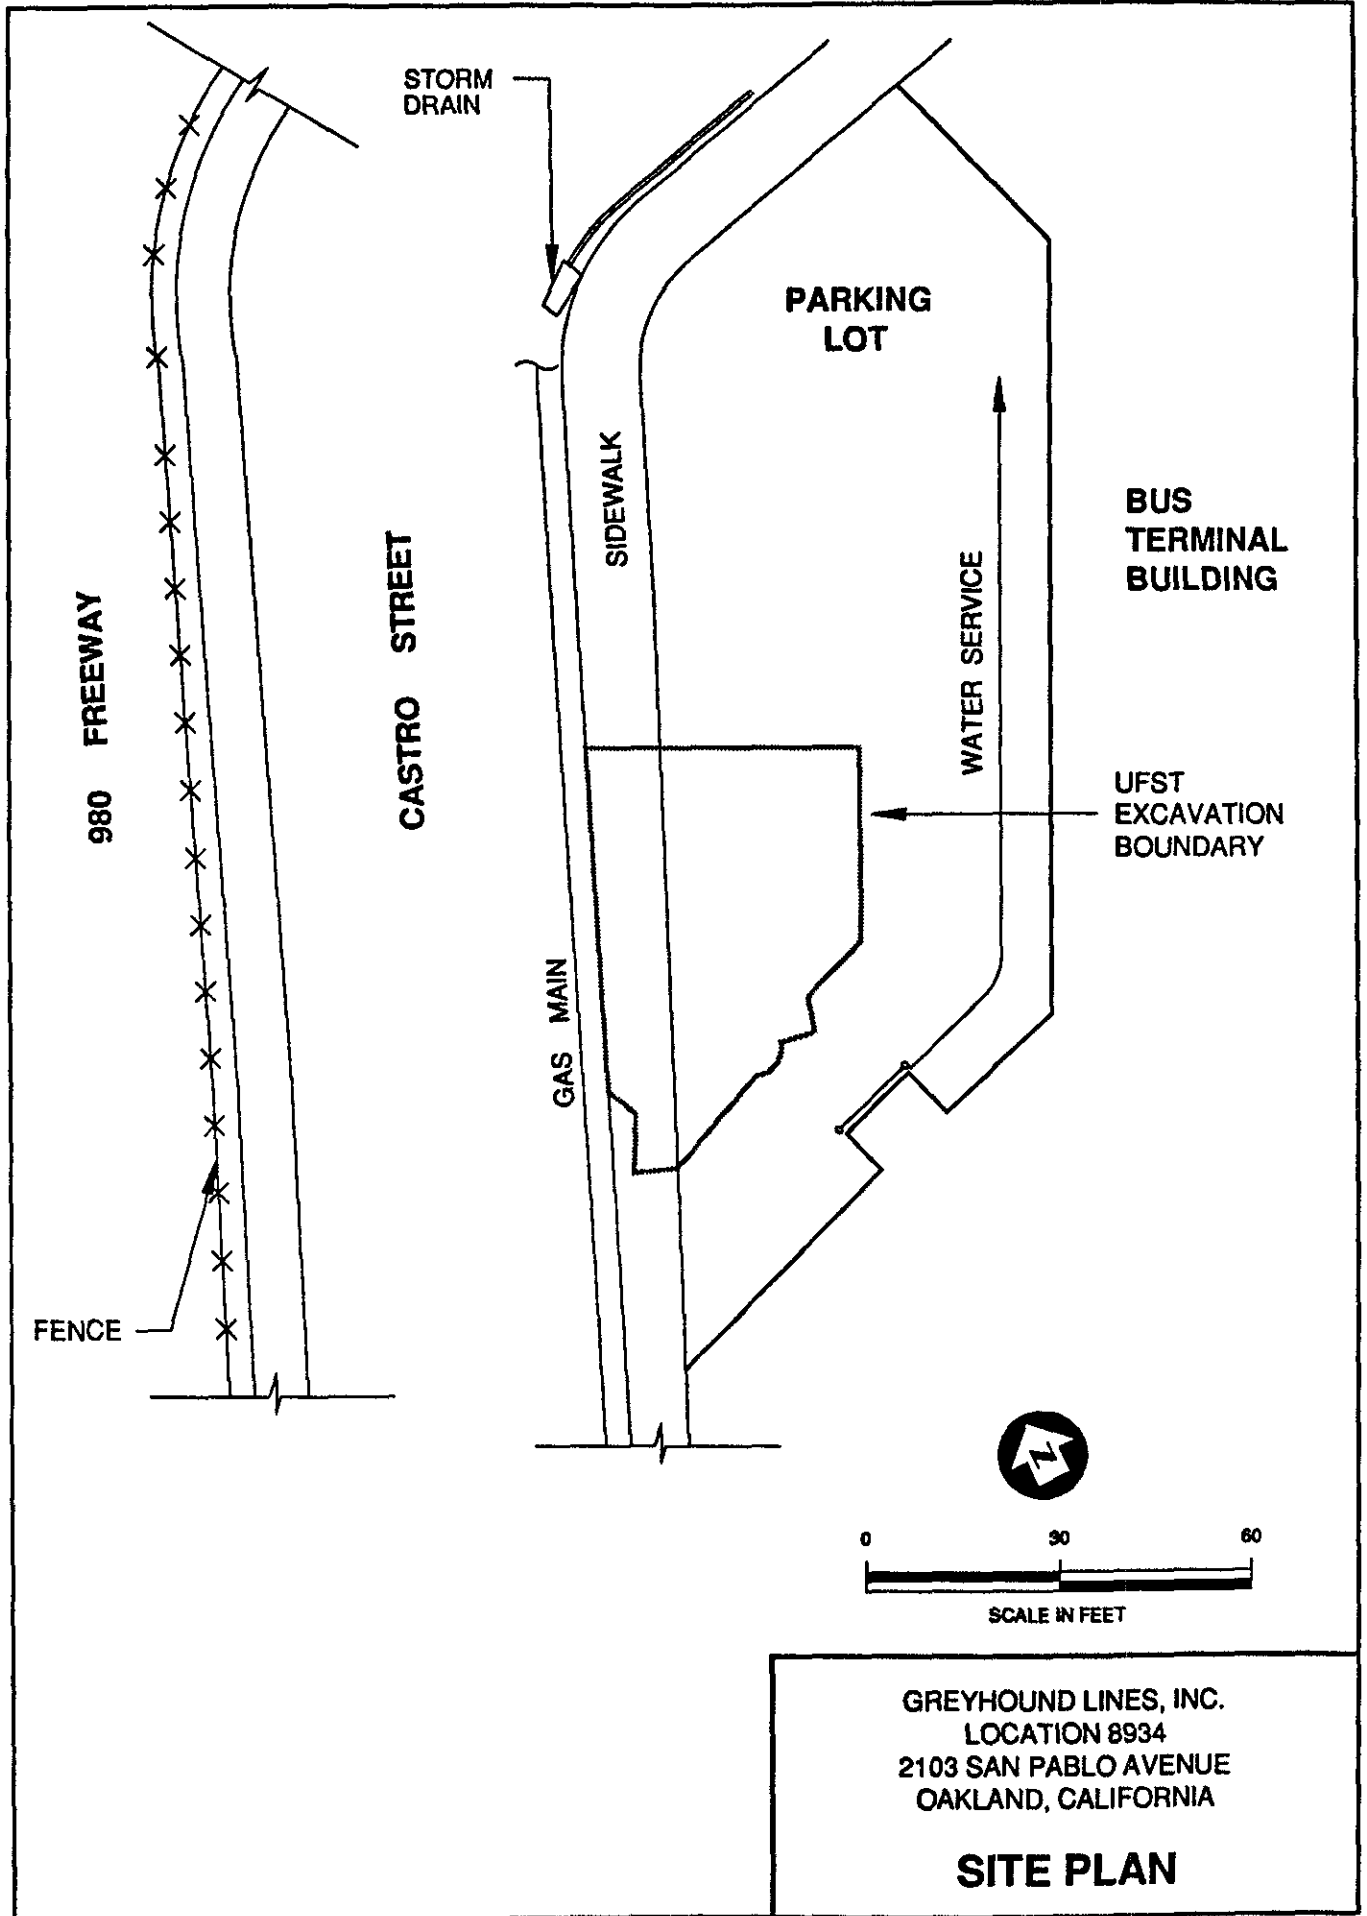 STORM
DRAIN
PARKING
LOT
SIDEWALK
BUS
TERMINAL
BUILDING
980 FREEWAY
CASTRO STREET
WATER SERVICE
UFST
EXCAVATION
BOUNDARY
GAS MAIN
FENCE
N
0 30 60
SCALE IN FEET
GREYHOUND LINES, INC.
LOCATION 8934
2103 SAN PABLO AVENUE
OAKLAND, CALIFORNIA
SITE PLAN